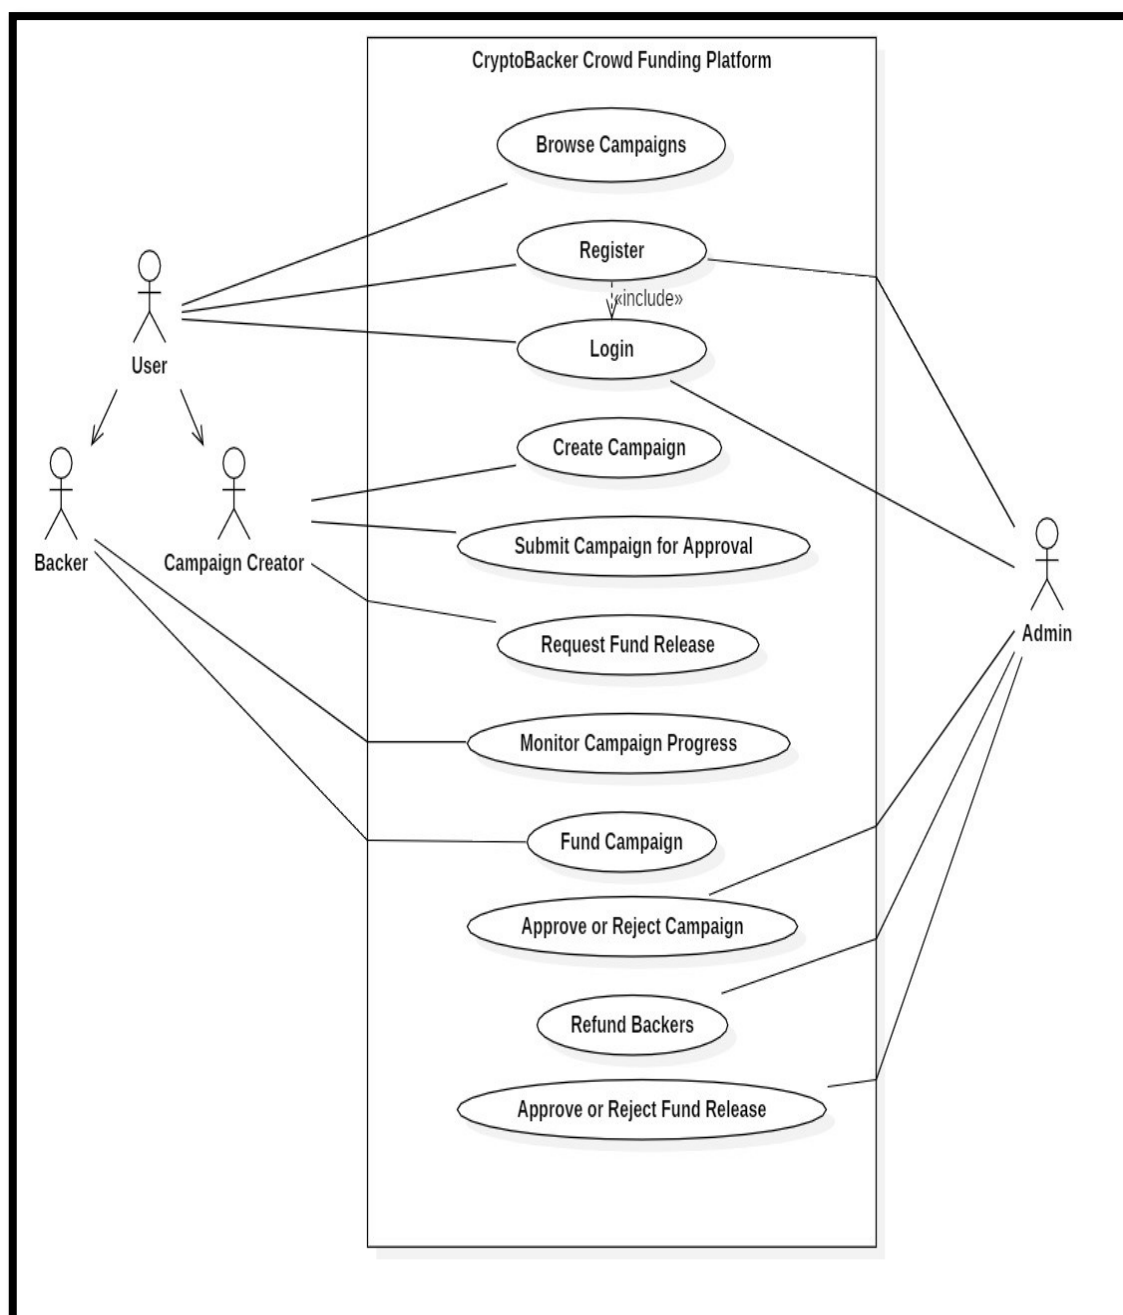 CryptoBacker Crowd Funding Platform
Browse Campaigns
Register
«include»
Login
User
Create Campaign
Submit Campaign for Approval
Backer
Campaign Creator
Request Fund Release
Admin
Monitor Campaign Progress
Fund Campaign
Approve or Reject Campaign
Refund Backers
Approve or Reject Fund Release